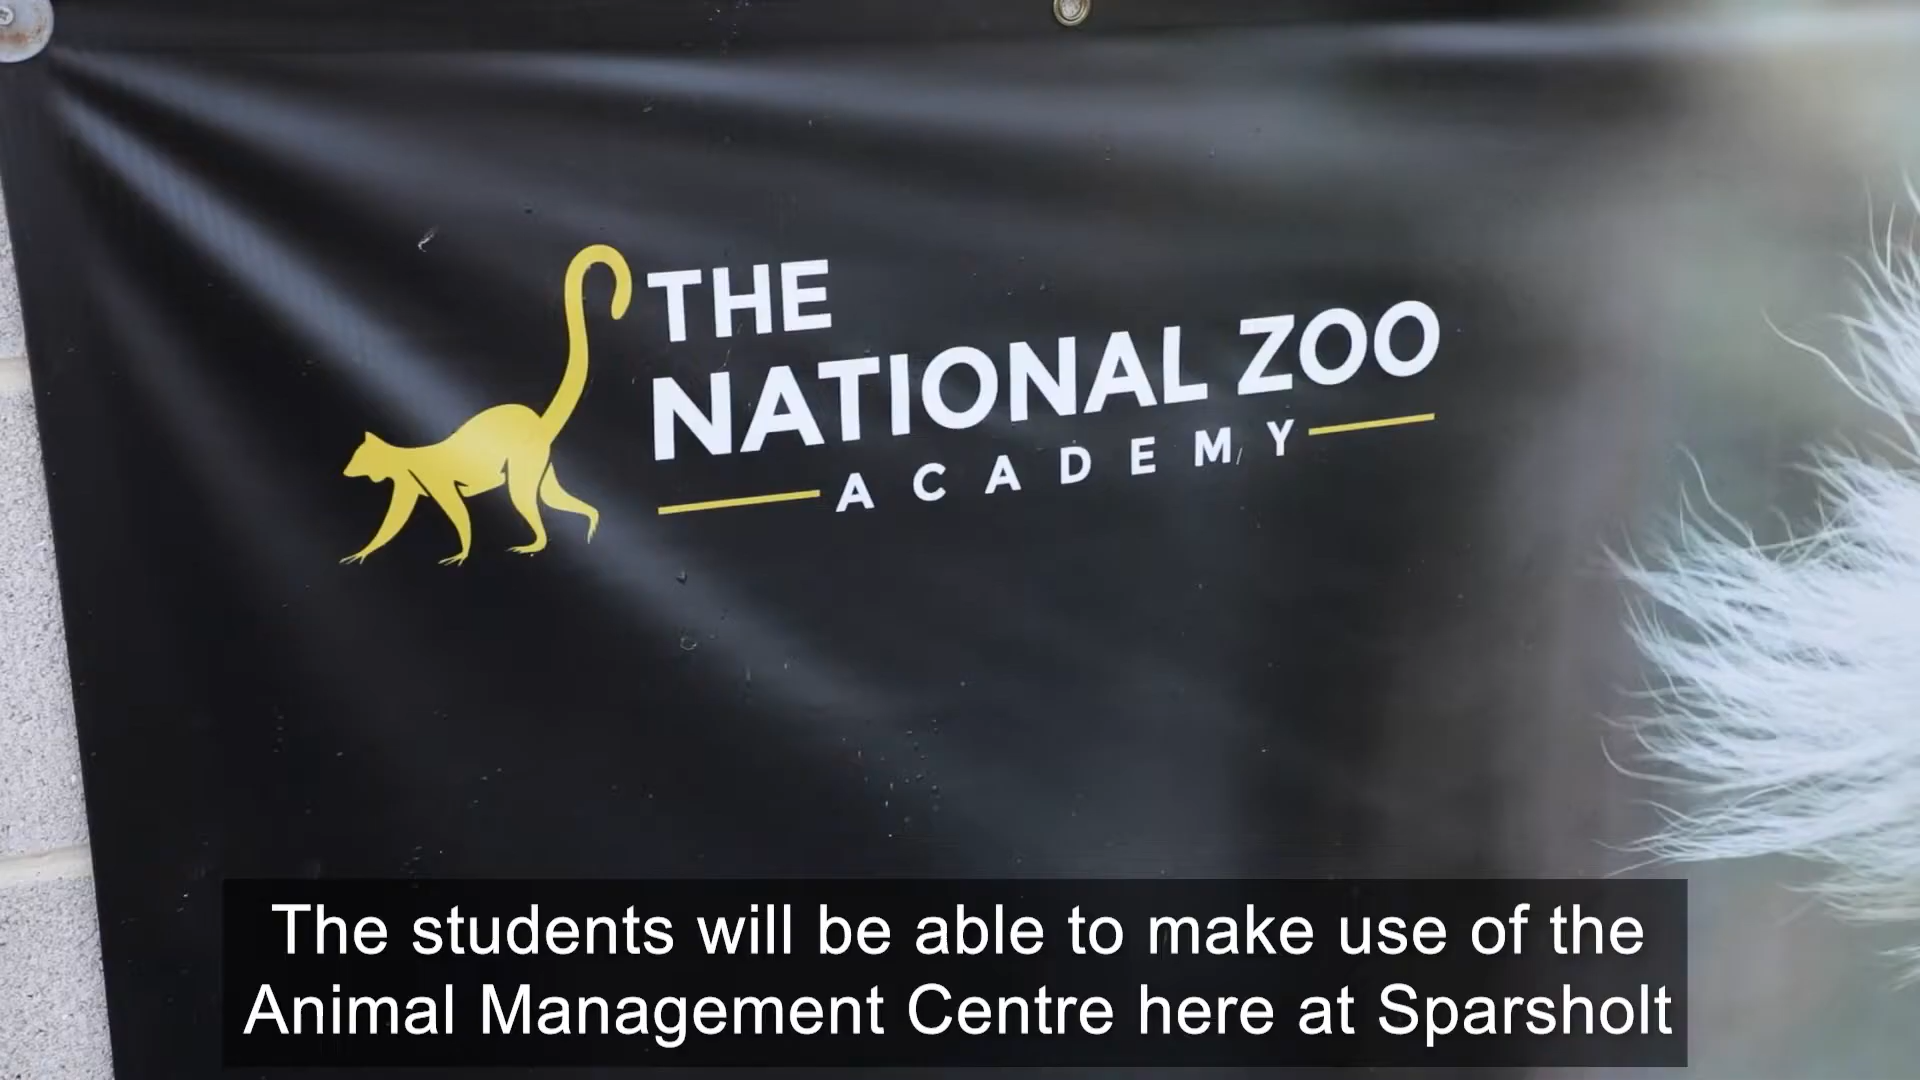 THE
NATIONAL ZOO
ACADEMY
The students will be able to make use of the
Animal Management Centre here at Sparsholt